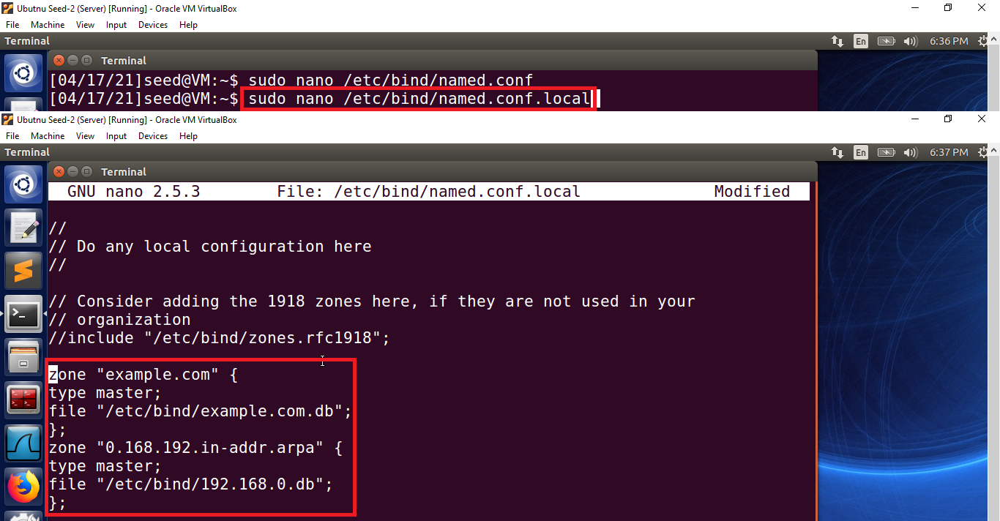 Ubutnu Seed-2 (Server) [Running] - Oracle VM VirtualBox
File Machine View Input Devices Help
Terminal En 6:36 PM
Terminal
[04/17/21]seed@VM:~$ sudo nano /etc/bind/named.conf
[04/17/21]seed@VM:~$ sudo nano /etc/bind/named.conf.local
Ubutnu Seed-2 (Server) [Running] - Oracle VM VirtualBox
File Machine View Input Devices Help
Terminal En 6:37 PM
Terminal
GNU nano 2.5.3 File: /etc/bind/named.conf.local Modified
//
// Do any local configuration here
//
// Consider adding the 1918 zones here, if they are not used in your
// organization
//include "/etc/bind/zones.rfc1918";
zone "example.com" {
type master;
file "/etc/bind/example.com.db";
};
zone "0.168.192.in-addr.arpa" {
type master;
file "/etc/bind/192.168.0.db";
};